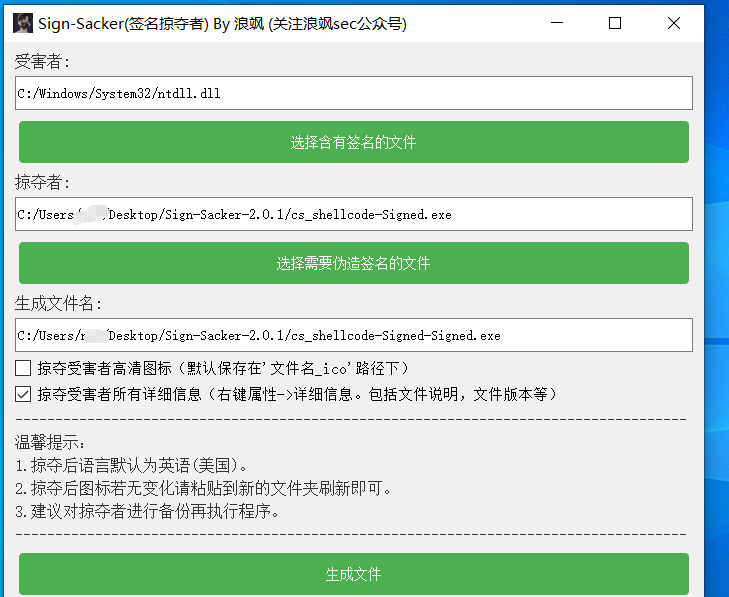 Sign-Sacker(签名掠夺者) By 浪飒 (关注浪飒sec公众号)
受害者:
C:/Windows/System32/ntdll.dll
选择含有签名的文件
掠夺者:
C:/Users/ /Desktop/Sign-Sacker-2.0.1/cs_shellcode-Signed.exe
选择需要伪造签名的文件
生成文件名:
C:/Users/ /Desktop/Sign-Sacker-2.0.1/cs_shellcode-Signed-Signed.exe
掠夺受害者高清图标（默认保存在'文件名_ico'路径下）
掠夺受害者所有详细信息（右键属性->详细信息。包括文件说明，文件版本等）
温馨提示:
1.掠夺后语言默认为英语(美国)。
2.掠夺后图标若无变化请粘贴到新的文件夹刷新即可。
3.建议对掠夺者进行备份再执行程序。
生成文件